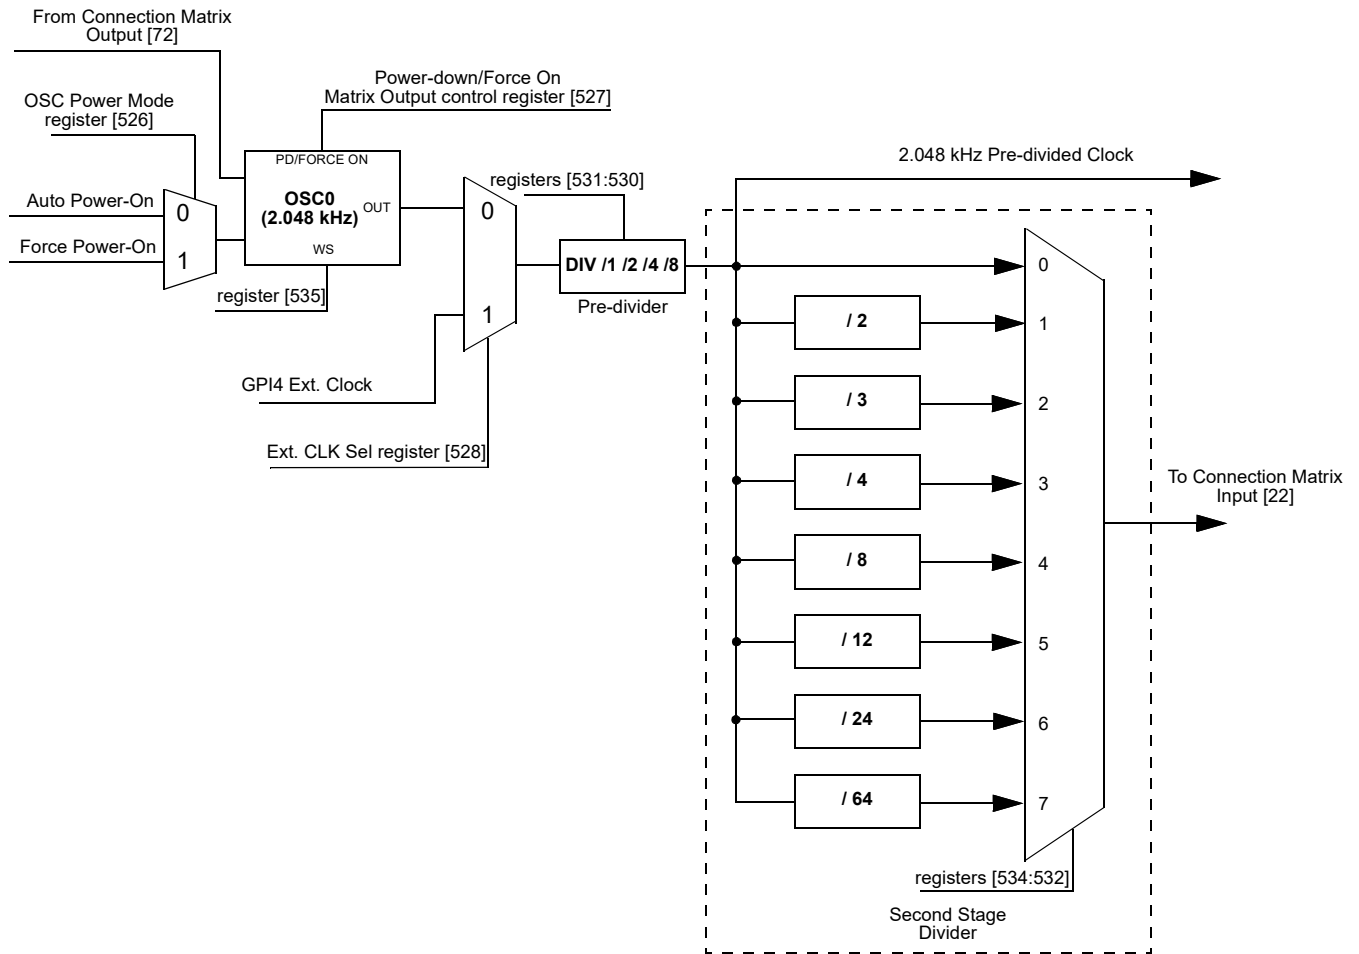 From Connection Matrix
Output [72]
Power-down/Force On
Matrix Output control register [527]
OSC Power Mode
register [526]
PD/FORCE ON
OSC0
(2.048 kHz)
OUT
WS
Auto Power-On
0
Force Power-On
1
register [535]
0
1
registers [531:530]
DIV /1 /2 /4 /8
Pre-divider
GPI4 Ext. Clock
Ext. CLK Sel register [528]
2.048 kHz Pre-divided Clock
0
/ 2
1
/ 3
2
/ 4
3
/ 8
4
/ 12
5
/ 24
6
/ 64
7
To Connection Matrix
Input [22]
registers [534:532]
Second Stage
Divider